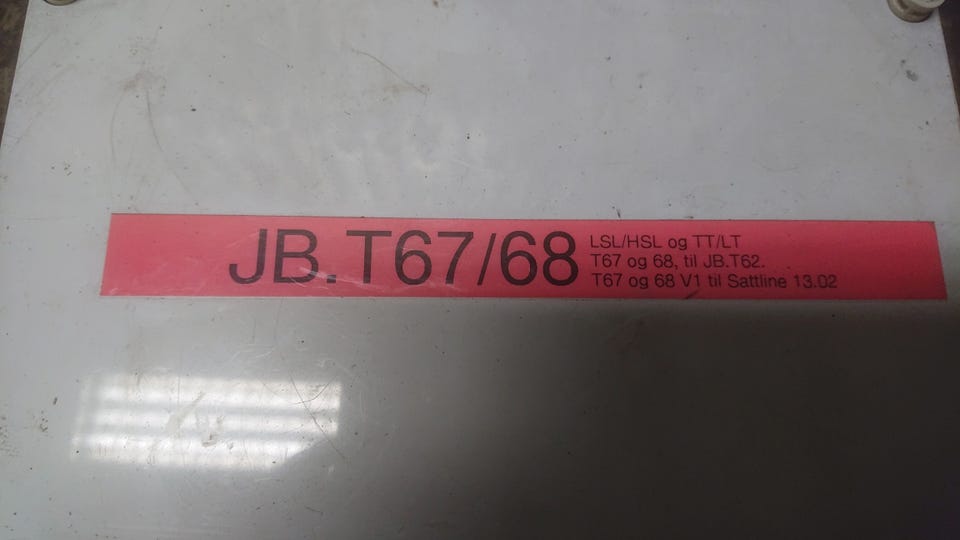 JB.T67/68
LSL/HSL og TT/LT
T67 og 68, til JB.T62.
T67 og 68 V1 til Sattline 13.02